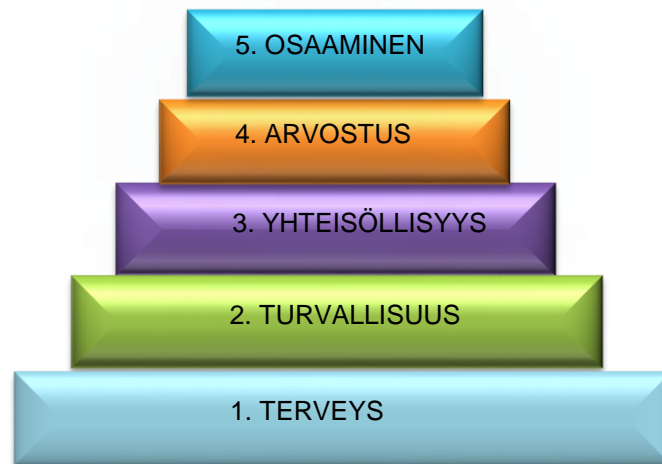 5. OSAAMINEN
4. ARVOSTUS
3. YHTEISÖLLISYYS
2. TURVALLISUUS
1. TERVEYS